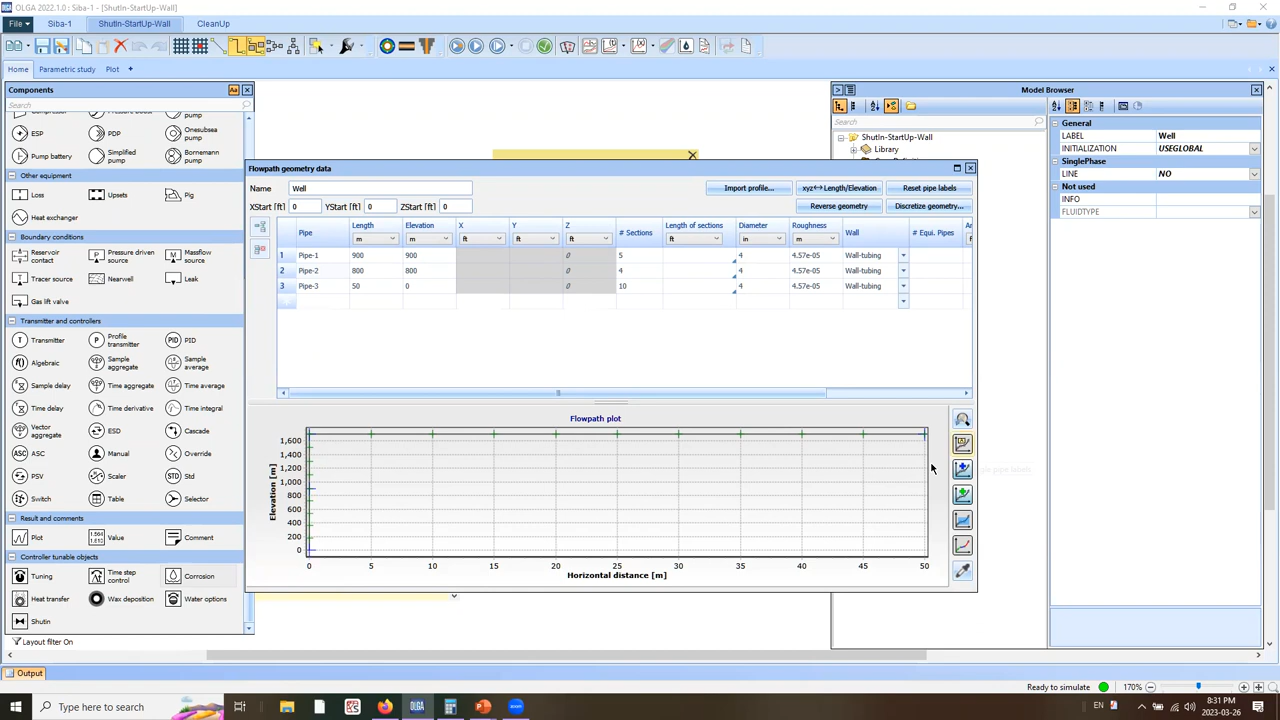 OLGA 2022.1.0 : Siba-1 - [ShutIn-StartUp-Wall]
File Siba-1 ShutIn-StartUp-Wall CleanUp
Home Parametric study Plot +
Components Aa
Search
pump
ESP PDP Onesubsea pump
Pump battery Simplified pump Bornemann pump
Other equipment
Loss Upsets Pig
Heat exchanger
Boundary conditions
Reservoir contact Pressure driven source Massflow source
Tracer source Nearwell Leak
Gas lift valve
Transmitter and controllers
Transmitter Profile transmitter PID
Algebraic Sample aggregate Sample average
Sample delay Time aggregate Time average
Time delay Time derivative Time integral
Vector aggregate ESD Cascade
ASC Manual Override
PSV Scaler Std
Switch Table Selector
Result and comments
Plot Value Comment
Controller tunable objects
Tuning Time step control Corrosion
Heat transfer Wax deposition Water options
Shutin
Layout filter On
Flowpath geometry data
Name Well Import profile... xyz<->Length/Elevation Reset pipe labels
XStart [ft] 0 YStart [ft] 0 ZStart [ft] 0 Reverse geometry Discretize geometry...
Pipe Length Elevation X Y Z # Sections Length of sections Diameter Roughness Wall # Equi. Pipes
m m ft ft ft ft in m
1 Pipe-1 900 900 0 5 4 4.57e-05 Wall-tubing
2 Pipe-2 800 800 0 4 4 4.57e-05 Wall-tubing
3 Pipe-3 50 0 0 10 4 4.57e-05 Wall-tubing
Flowpath plot
Elevation [m]
1,600
1,400
1,200
1,000
800
600
400
200
0
0 5 10 15 20 25 30 35 40 45 50
Horizontal distance [m]
Model Browser
Search
ShutIn-StartUp-Wall
Library
General
LABEL Well
INITIALIZATION USEGLOBAL
SinglePhase
LINE NO
Not used
INFO
FLUIDTYPE
Output
Ready to simulate 170%
Type here to search OLGA EN 8:31 PM
2023-03-26